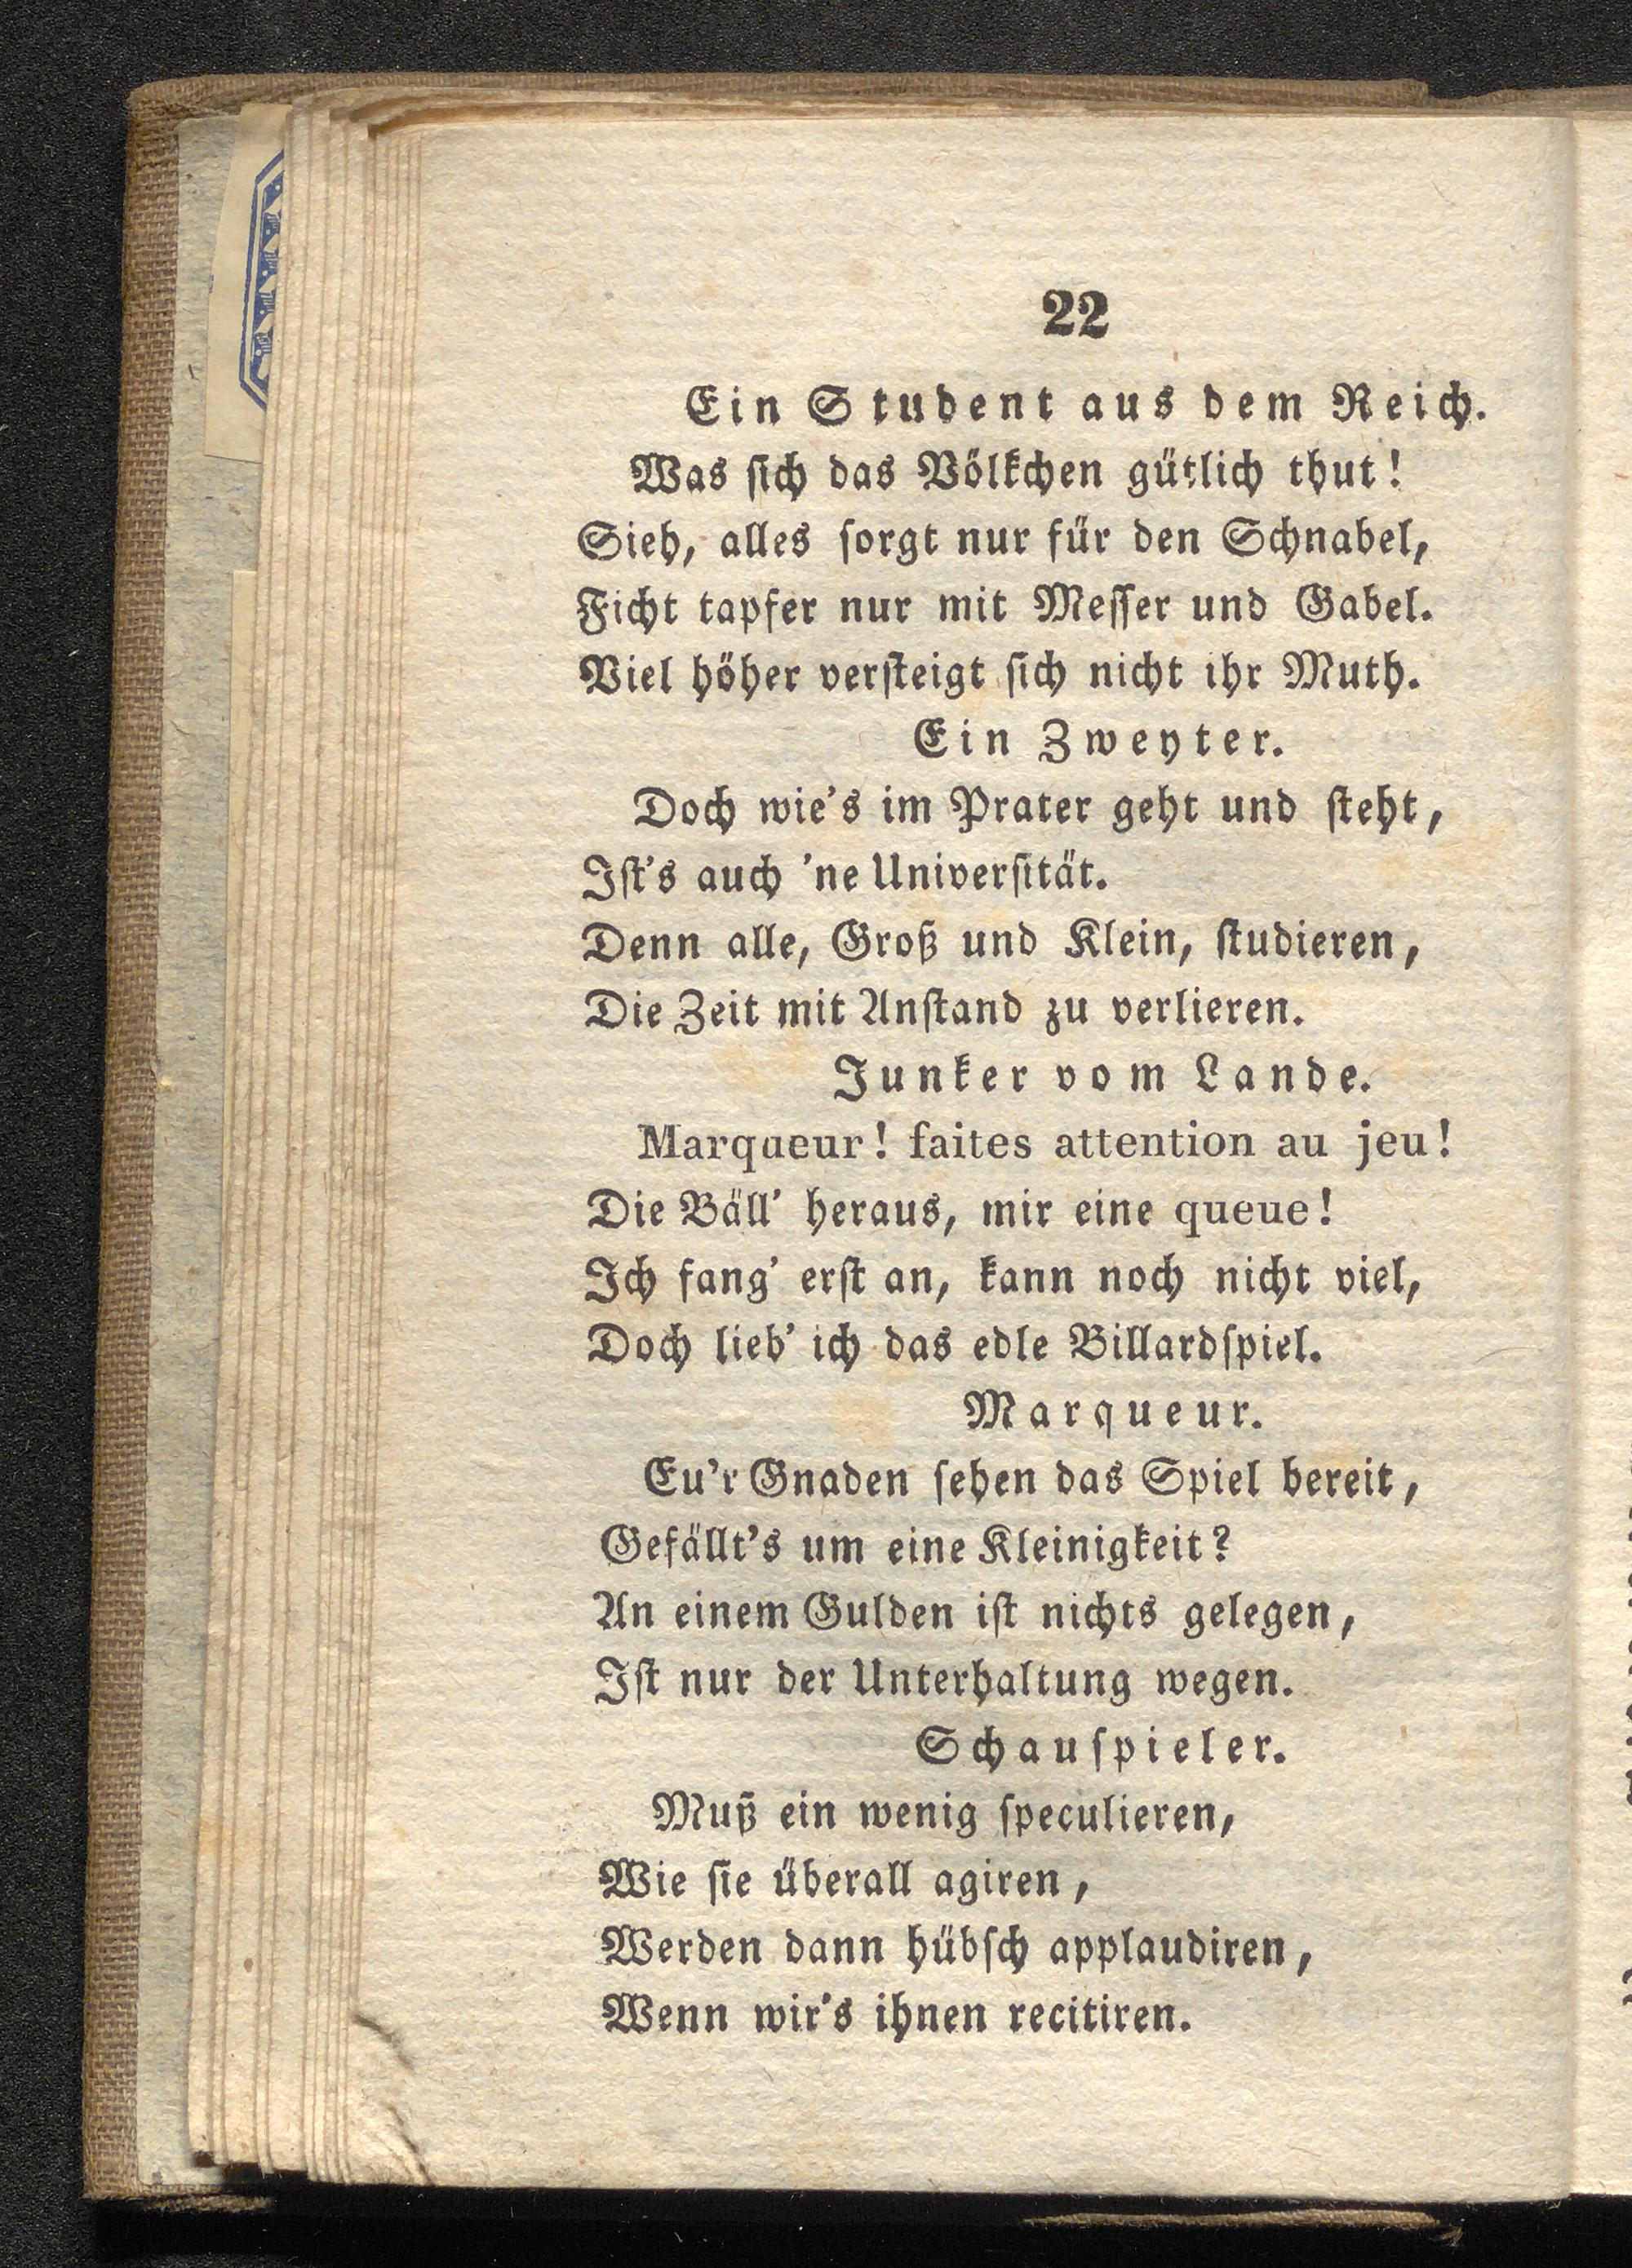 22
Ein Student aus dem Reich.
Was ſich das Völkchen gütlich thut!
Sieh, alles ſorgt nur für den Schnabel,
Ficht tapfer nur mit Meſſer und Gabel.
Viel höher verſteigt ſich nicht ihr Muth.
Ein Zweyter.
Doch wie's im Prater geht und ſteht,
Iſt's auch 'ne Univerſität.
Denn alle, Groß und Klein, ſtudieren,
Die Zeit mit Anſtand zu verlieren.
Junker vom Lande.
Marqueur! faites attention au jeu!
Die Bäll' heraus, mir eine queue!
Ich fang' erſt an, kann noch nicht viel,
Doch lieb' ich das edle Billardſpiel.
Marqueur.
Eu'r Gnaden ſehen das Spiel bereit,
Gefällt's um eine Kleinigkeit?
An einem Gulden iſt nichts gelegen,
Iſt nur der Unterhaltung wegen.
Schauſpieler.
Muß ein wenig ſpeculieren,
Wie ſie überall agiren,
Werden dann hübſch applaudiren,
Wenn wir's ihnen recitiren.